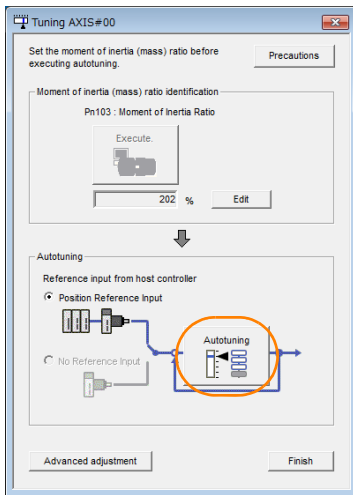 Tuning AXIS#00
Set the moment of inertia (mass) ratio before
executing autotuning.
Precautions
Moment of inertia (mass) ratio identification
Pn103 : Moment of Inertia Ratio
Execute.
202 % Edit
Autotuning
Reference input from host controller
Position Reference Input
Autotuning
No Reference Input
Advanced adjustment
Finish